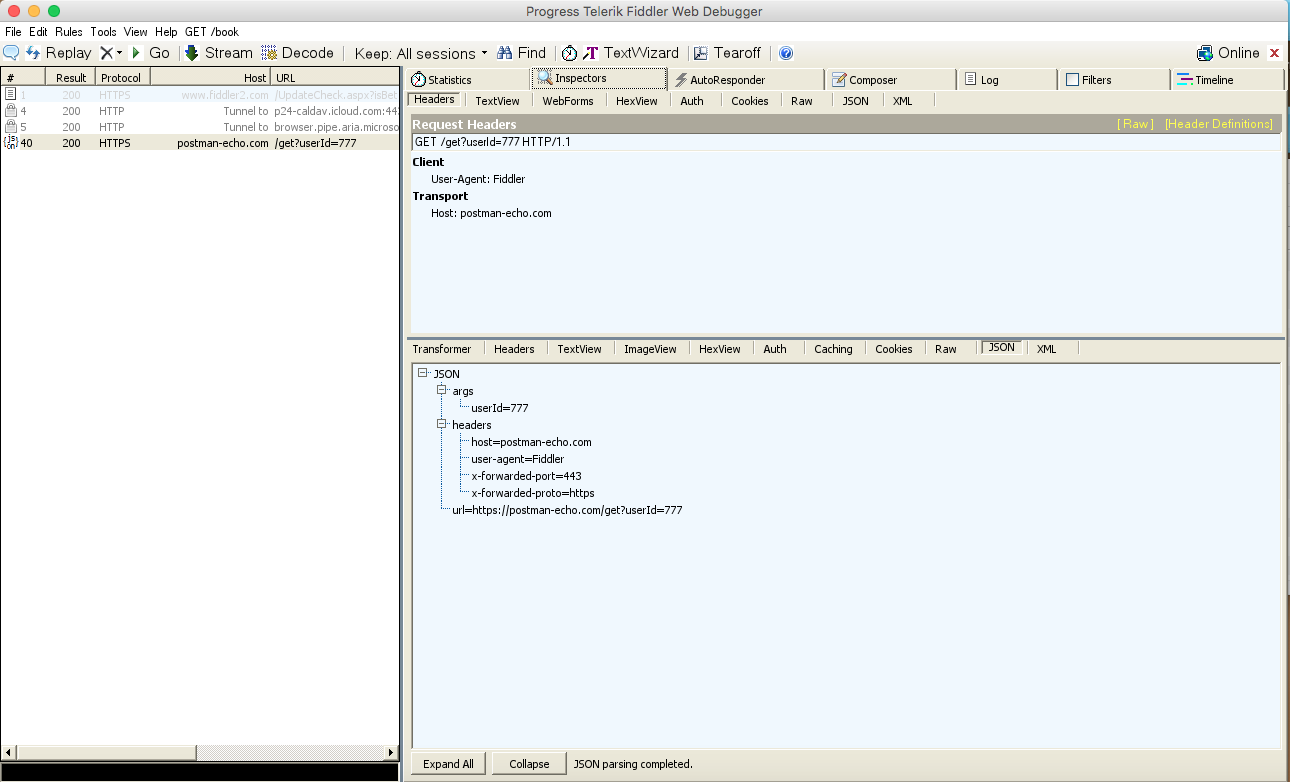 Progress Telerik Fiddler Web Debugger
File Edit Rules Tools View Help GET /book
Replay X Go Stream Decode Keep: All sessions Find TextWizard Tearoff Online
# Result Protocol Host URL
1 200 HTTPS www.fiddler2.com /UpdateCheck.aspx?isBet
4 200 HTTP Tunnel to p24-caldav.icloud.com:44
5 200 HTTP Tunnel to browser.pipe.aria.microso
40 200 HTTPS postman-echo.com /get?userId=777
Statistics Inspectors AutoResponder Composer Log Filters Timeline
Headers TextView WebForms HexView Auth Cookies Raw JSON XML
Request Headers [ Raw ] [Header Definitions]
GET /get?userId=777 HTTP/1.1
Client
User-Agent: Fiddler
Transport
Host: postman-echo.com
Transformer Headers TextView ImageView HexView Auth Caching Cookies Raw JSON XML
JSON
args
userId=777
headers
host=postman-echo.com
user-agent=Fiddler
x-forwarded-port=443
x-forwarded-proto=https
url=https://postman-echo.com/get?userId=777
Expand All Collapse JSON parsing completed.